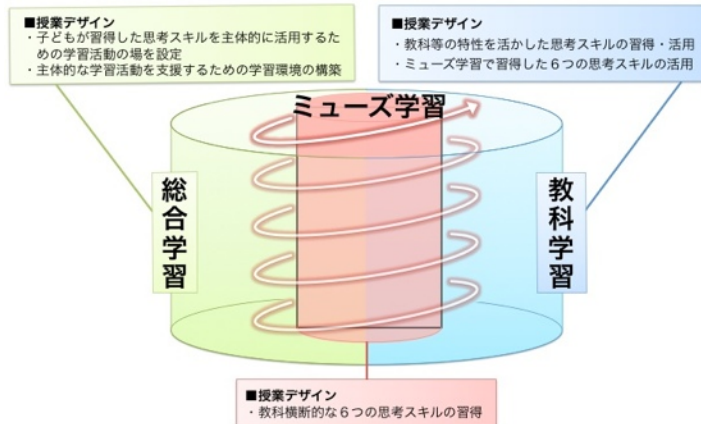 ■授業デザイン
・子どもが習得した思考スキルを主体的に活用するた
めの学習活動の場を設定
・主体的な学習活動を支援するための学習環境の構築
■授業デザイン
・教科等の特性を活かした思考スキルの習得・活用
・ミューズ学習で習得した6つの思考スキルの活用
ミューズ学習
総合学習
教科学習
■授業デザイン
・教科横断的な6つの思考スキルの習得